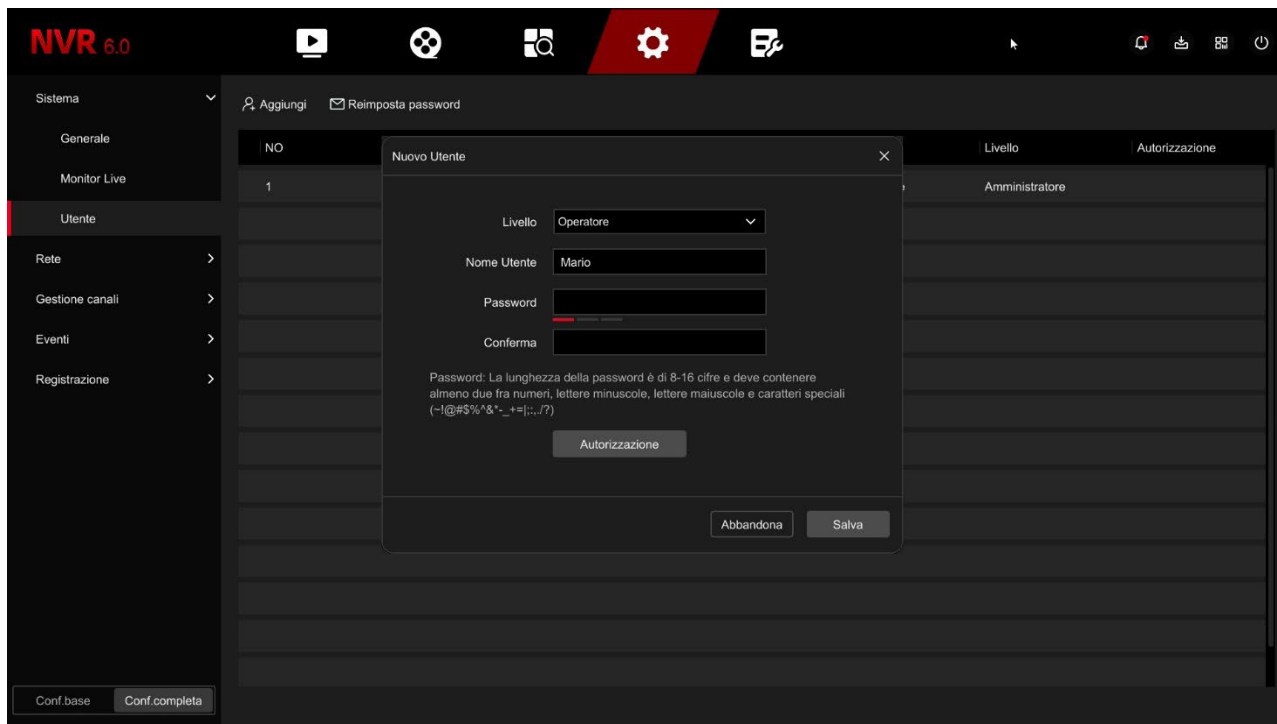 NVR 6.0
Sistema
Generale
Monitor Live
Utente
Rete
Gestione canali
Eventi
Registrazione
Conf.base Conf.completa
Aggiungi Reimposta password
NO Livello Autorizzazione
1 Amministratore
Nuovo Utente
Livello Operatore
Nome Utente Mario
Password
Conferma
Password: La lunghezza della password è di 8-16 cifre e deve contenere
almeno due fra numeri, lettere minuscole, lettere maiuscole e caratteri speciali
(~!@#$%^&*-_+=|;:,./?)
Autorizzazione
Abbandona Salva